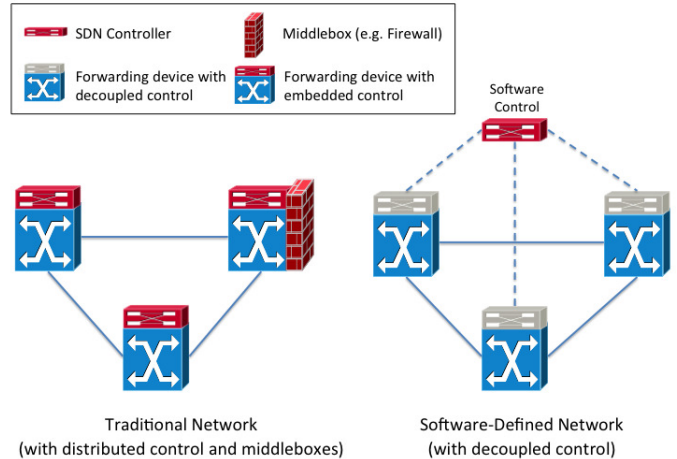 SDN Controller
Middlebox (e.g. Firewall)
Forwarding device with
decoupled control
Forwarding device with
embedded control
Software
Control
Traditional Network
(with distributed control and middleboxes)
Software-Defined Network
(with decoupled control)